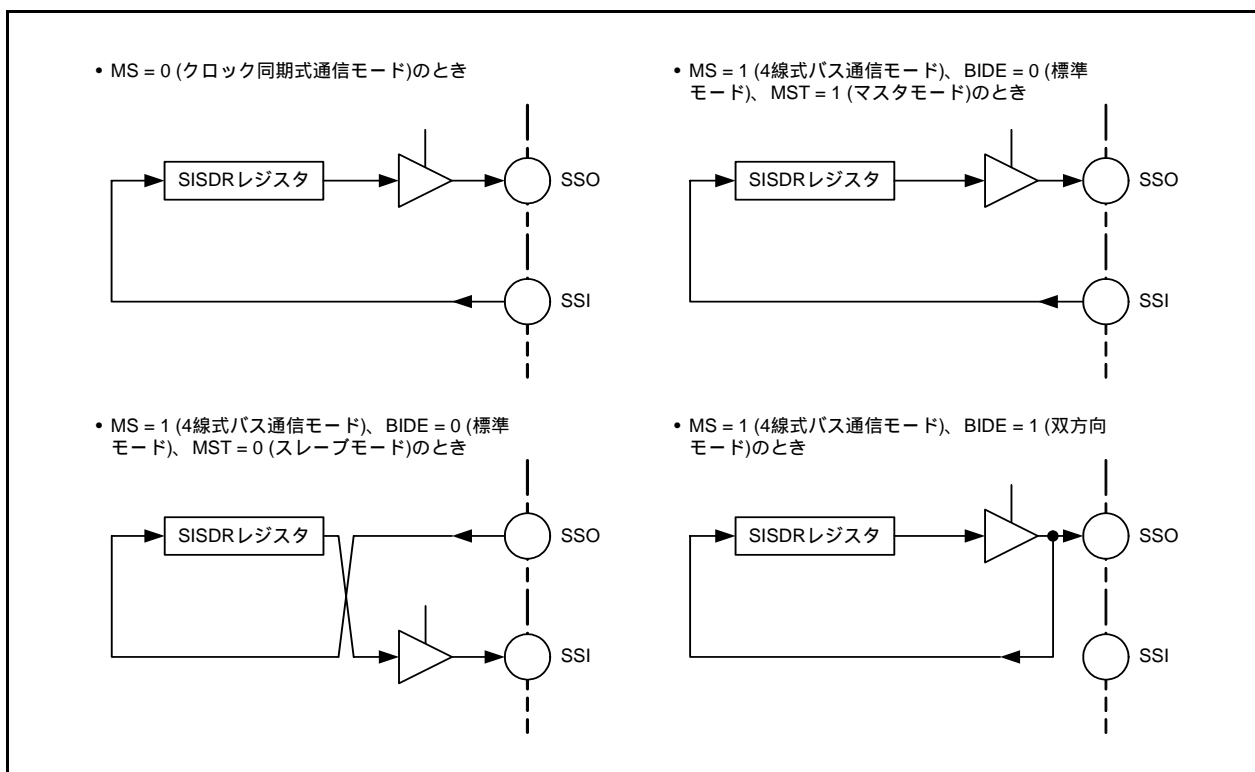 • MS = 0 (クロック同期式通信モード)のとき
SISDRレジスタ
SSO
SSI
• MS = 1 (4線式バス通信モード)、BIDE = 0 (標準
モード)、MST = 1 (マスタモード)のとき
SISDRレジスタ
SSO
SSI
• MS = 1 (4線式バス通信モード)、BIDE = 0 (標準
モード)、MST = 0 (スレーブモード)のとき
SISDRレジスタ
SSO
SSI
• MS = 1 (4線式バス通信モード)、BIDE = 1 (双方向
モード)のとき
SISDRレジスタ
SSO
SSI